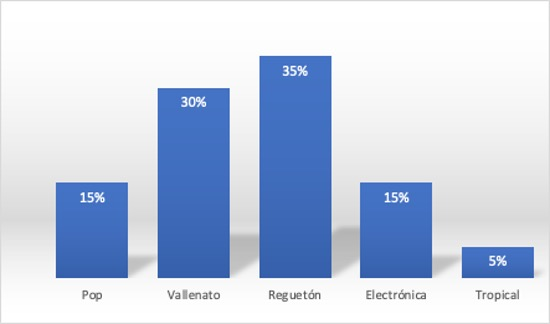 35%
30%
15%
15%
5%
Pop
Vallenato
Reguetón
Electrónica
Tropical